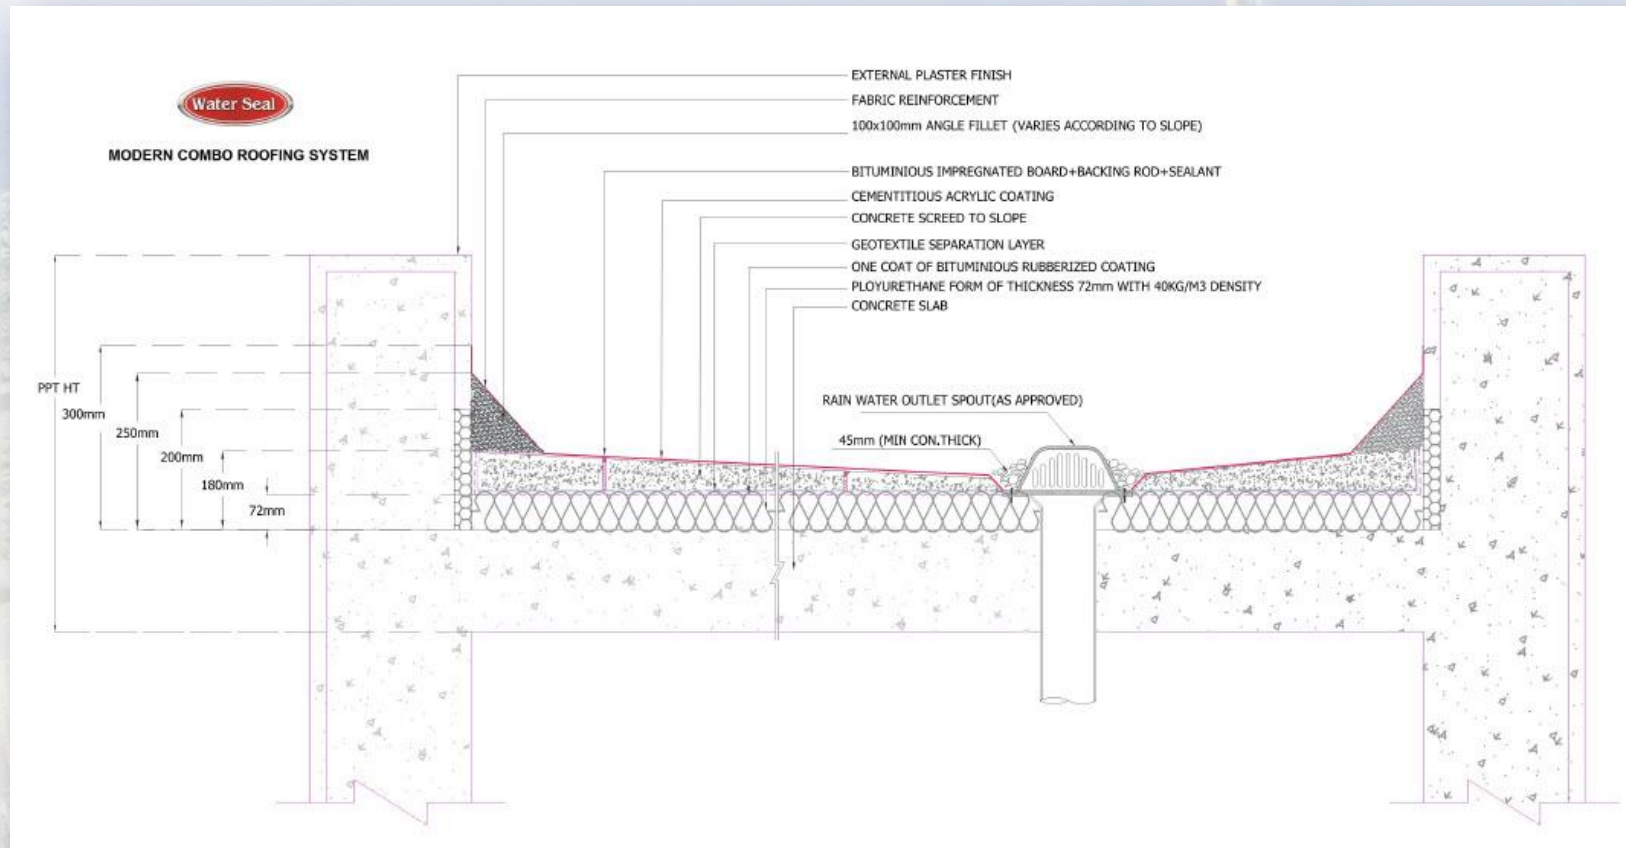 Water Seal
MODERN COMBO ROOFING SYSTEM
EXTERNAL PLASTER FINISH
FABRIC REINFORCEMENT
100x100mm ANGLE FILLET (VARIES ACCORDING TO SLOPE)
BITUMINIOUS IMPREGNATED BOARD+BACKING ROD+SEALANT
CEMENTITIOUS ACRYLIC COATING
CONCRETE SCREED TO SLOPE
GEOTEXTILE SEPARATION LAYER
ONE COAT OF BITUMINIOUS RUBBERIZED COATING
PLOYURETHANE FORM OF THICKNESS 72mm WITH 40KG/M3 DENSITY
CONCRETE SLAB
PPT HT
300mm
250mm
200mm
180mm
72mm
RAIN WATER OUTLET SPOUT(AS APPROVED)
45mm (MIN CON.THICK)